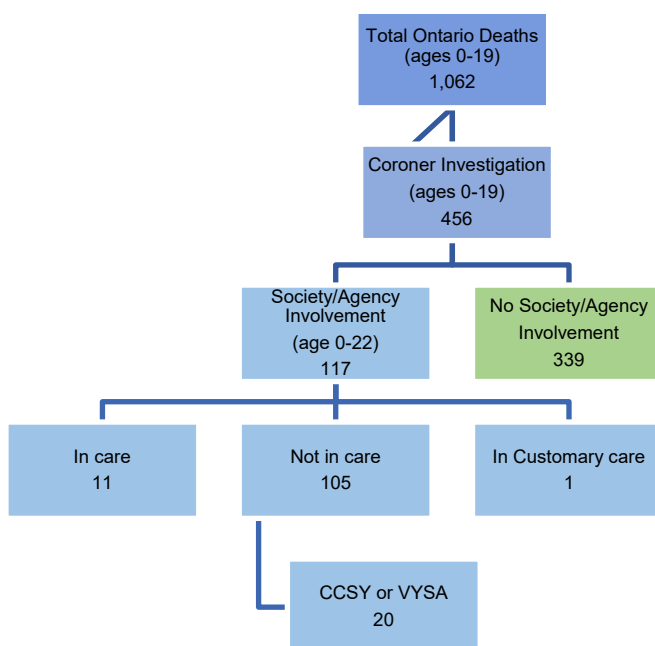 Total Ontario Deaths
(ages 0-19)
1,062
Coroner Investigation
(ages 0-19)
456
Society/Agency
Involvement
(age 0-22)
117
No Society/Agency
Involvement
339
In care
11
Not in care
105
In Customary care
1
CCSY or VYSA
20